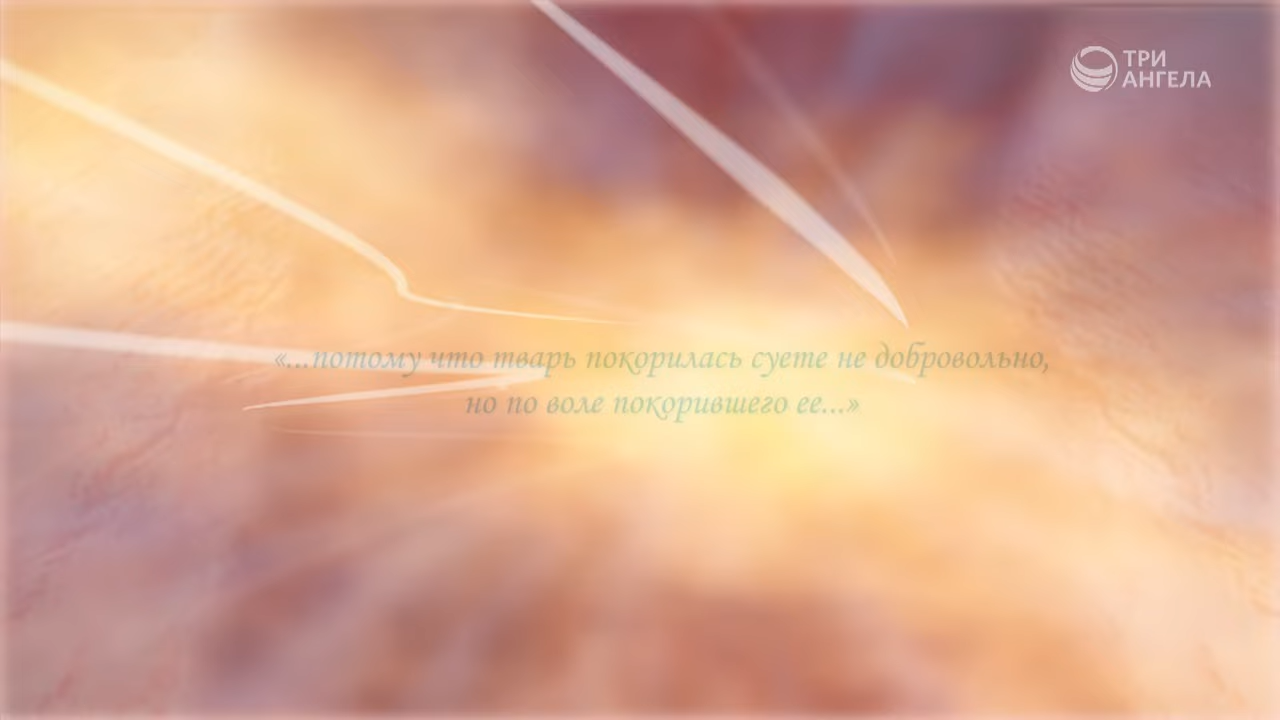 ТРИ
АНГЕЛА
«...потому что тварь покорилась суете не добровольно,
но по воле покорившего ее...»